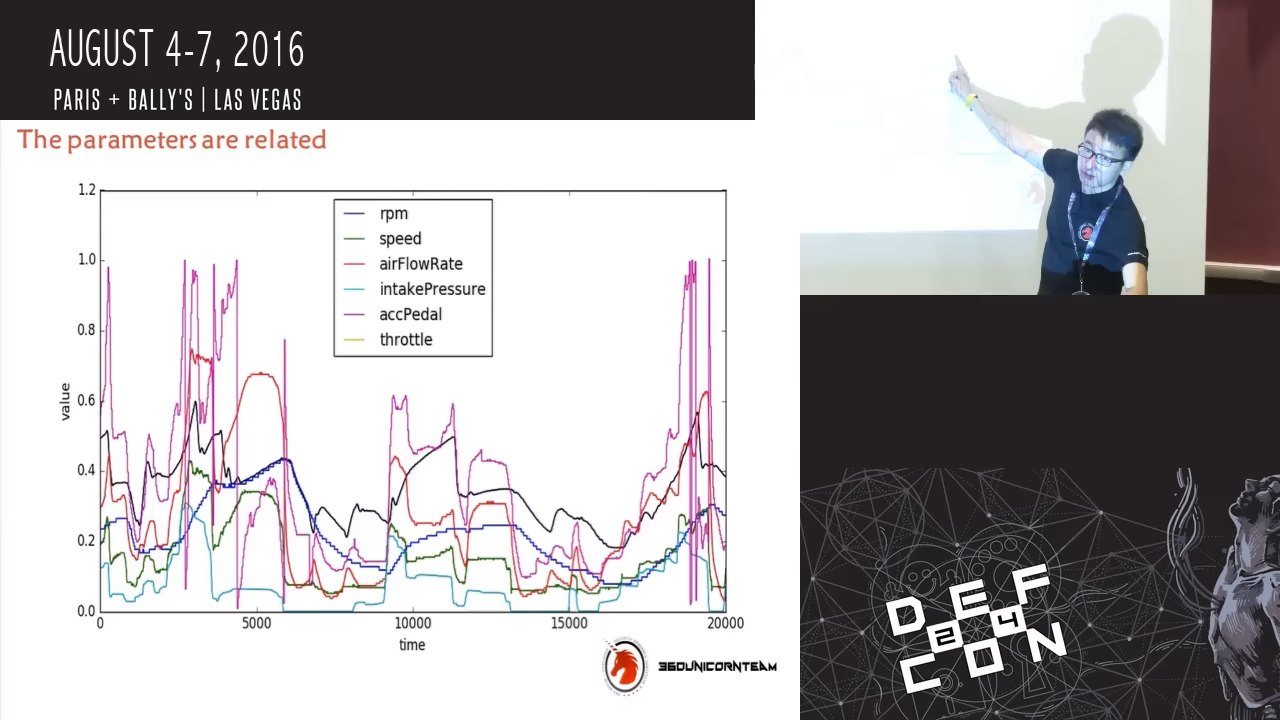 AUGUST 4-7, 2016
PARIS + BALLY'S | LAS VEGAS
The parameters are related
1.2
1.0
0.8
0.6
0.4
0.2
0.0
value
rpm
speed
airFlowRate
intakePressure
accPedal
throttle
0
5000
10000
15000
20000
time
360UNICORNTEAM
DEF
24
CON